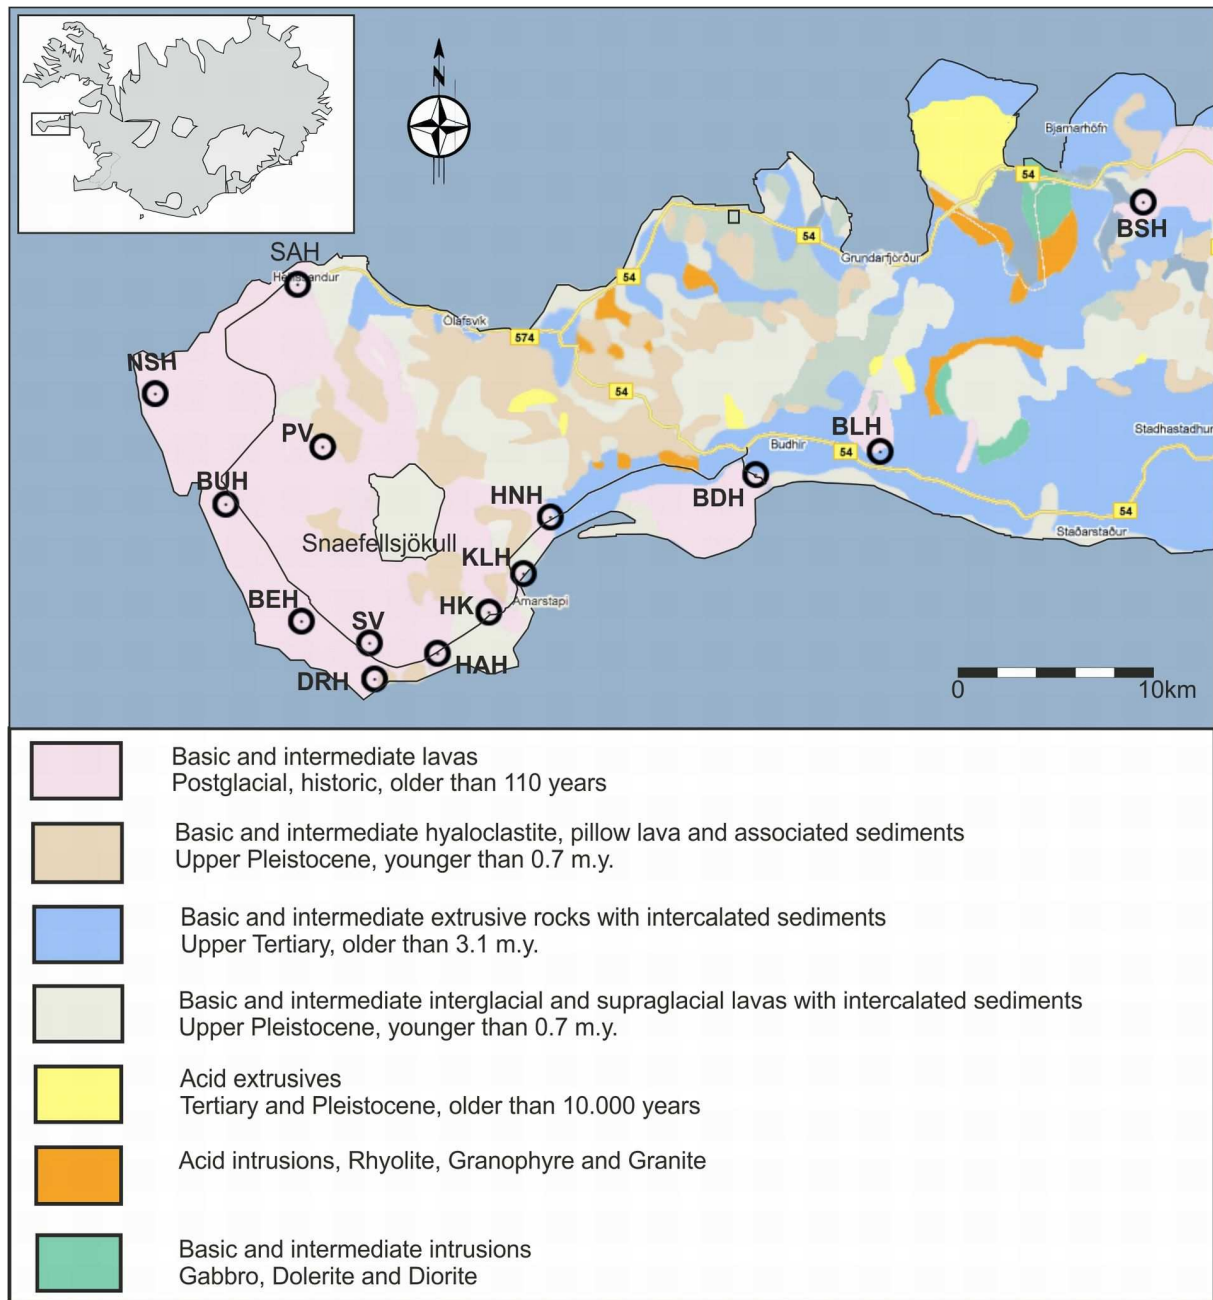 N
Bjarnarhöfn
54
BSH
SAH
Hellissandur
54
Grundarfjörður
54
Ólafsvík
574
NSH
54
PV
BLH
Budhir
54
Stadhastadhur
BUH
HNH
BDH
54
Snaefellsjökull
KLH
Staðarstaður
BEH
HK
Arnarstapi
SV
HAH
DRH
0 10km
Basic and intermediate lavas
Postglacial, historic, older than 110 years
Basic and intermediate hyaloclastite, pillow lava and associated sediments
Upper Pleistocene, younger than 0.7 m.y.
Basic and intermediate extrusive rocks with intercalated sediments
Upper Tertiary, older than 3.1 m.y.
Basic and intermediate interglacial and supraglacial lavas with intercalated sediments
Upper Pleistocene, younger than 0.7 m.y.
Acid extrusives
Tertiary and Pleistocene, older than 10.000 years
Acid intrusions, Rhyolite, Granophyre and Granite
Basic and intermediate intrusions
Gabbro, Dolerite and Diorite